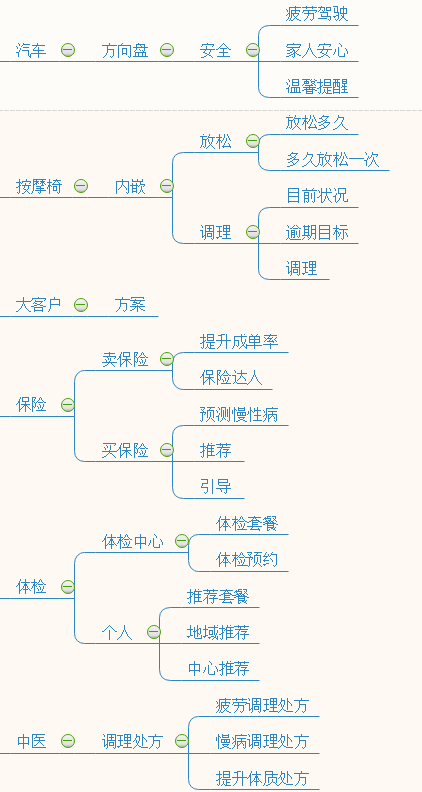 疲劳驾驶
汽车 方向盘 安全 家人安心
温馨提醒
放松多久
放松
多久放松一次
按摩椅 内嵌
目前状况
调理 逾期目标
调理
大客户 方案
提升成单率
卖保险
保险达人
保险
预测慢性病
买保险 推荐
引导
体检套餐
体检中心
体检预约
体检
推荐套餐
个人 地域推荐
中心推荐
疲劳调理处方
中医 调理处方 慢病调理处方
提升体质处方